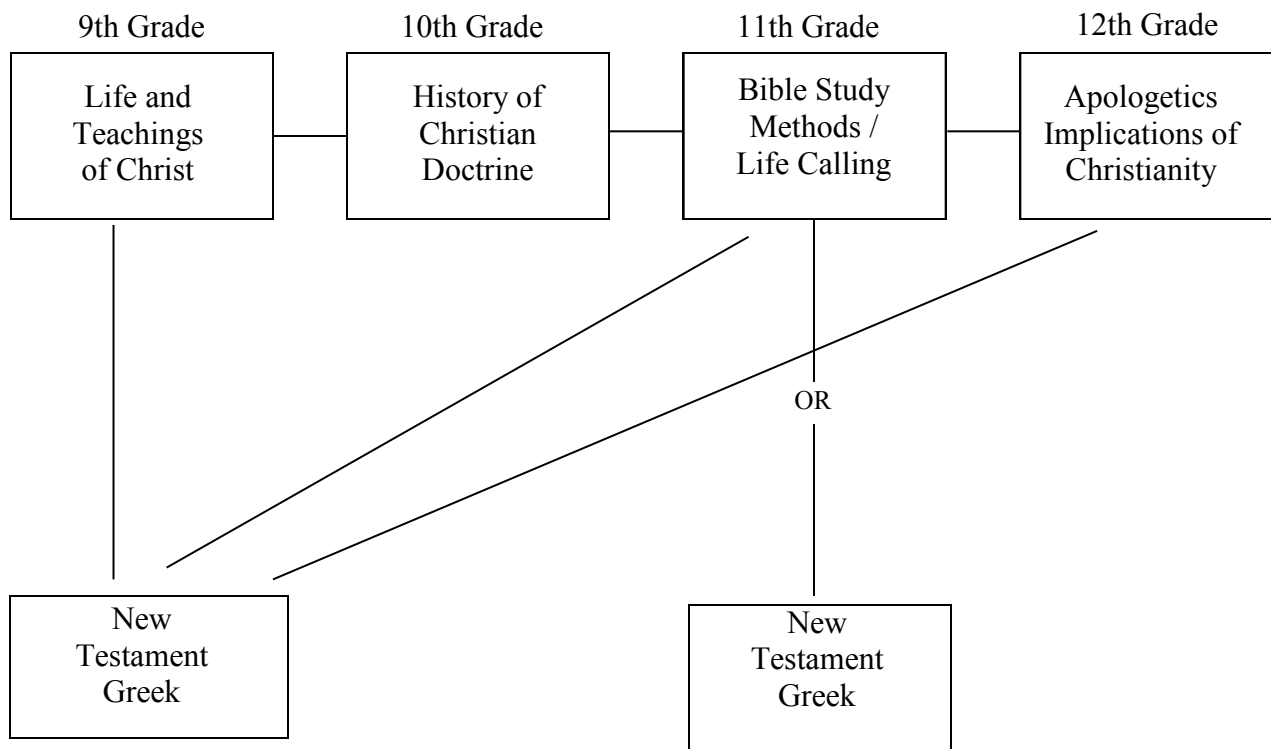 9th Grade
10th Grade
11th Grade
12th Grade
Life and
Teachings
of Christ
History of
Christian
Doctrine
Bible Study
Methods /
Life Calling
Apologetics
Implications of
Christianity
OR
New
Testament
Greek
New
Testament
Greek